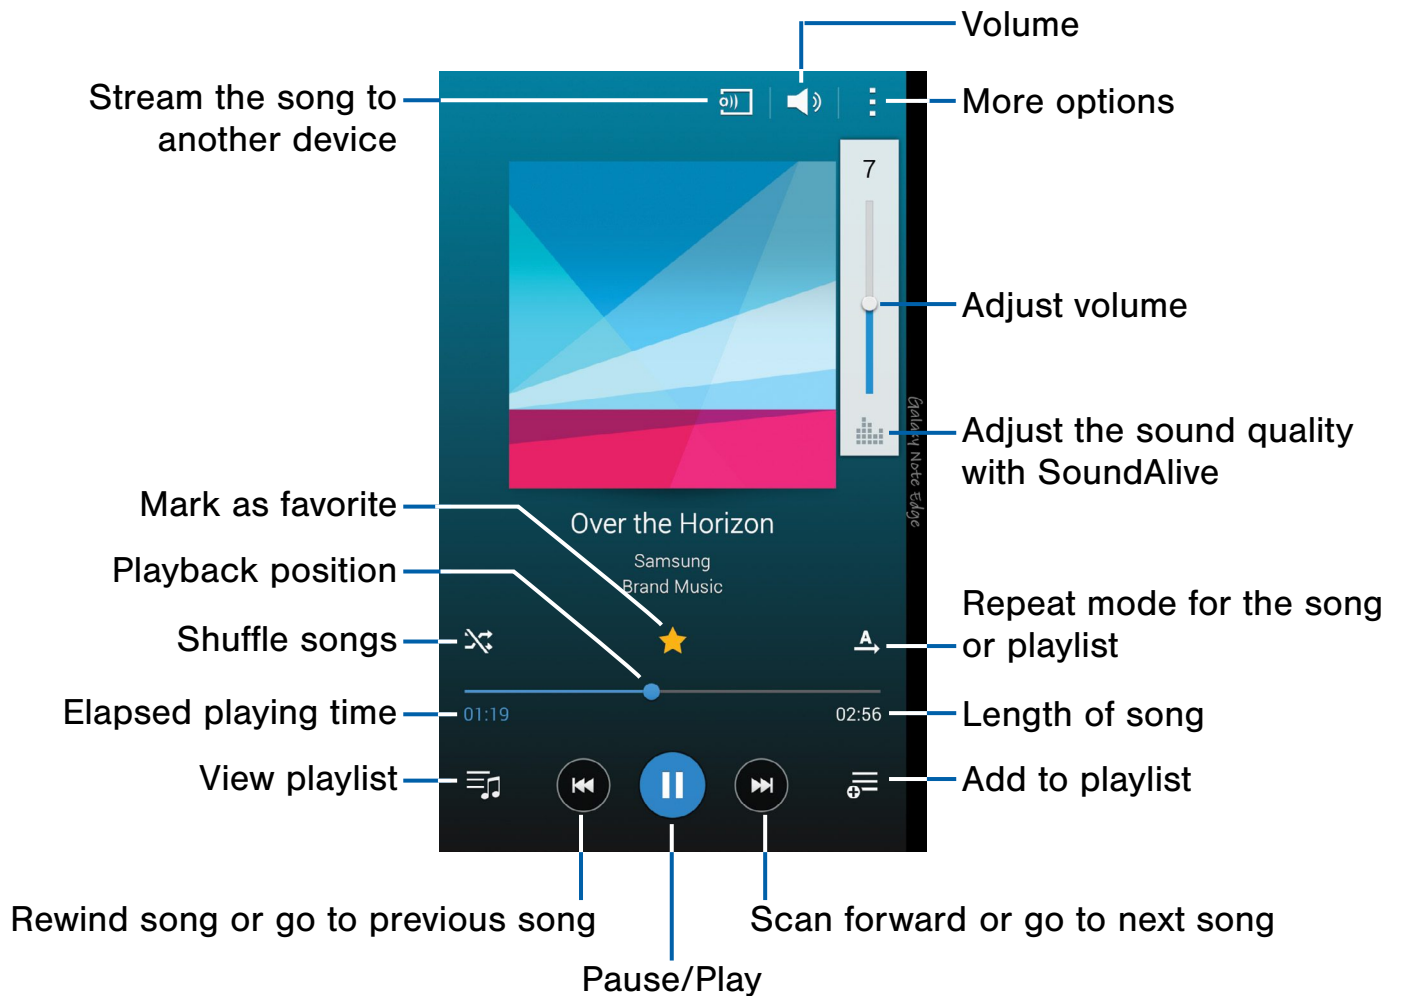 Volume
Stream the song to
another device
More options
7
Adjust volume
Adjust the sound quality
with SoundAlive
Galaxy Note Edge
Mark as favorite
Over the Horizon
Playback position
Samsung
Brand Music
Repeat mode for the song
or playlist
Shuffle songs
A
Elapsed playing time
01:19
02:56
Length of song
View playlist
Add to playlist
Rewind song or go to previous song
Scan forward or go to next song
Pause/Play